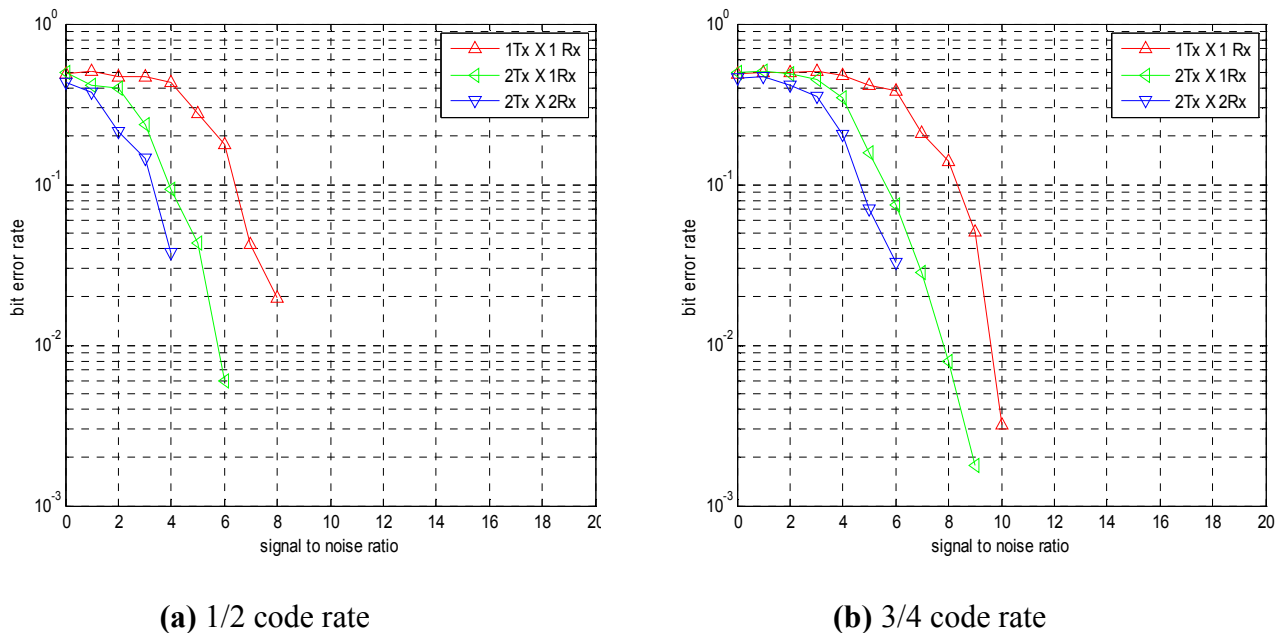 10^0
10^-1
10^-2
10^-3
bit error rate
0 2 4 6 8 10 12 14 16 18 20
signal to noise ratio
1Tx X 1 Rx
2Tx X 1Rx
2Tx X 2Rx
(a) 1/2 code rate
10^0
10^-1
10^-2
10^-3
bit error rate
0 2 4 6 8 10 12 14 16 18 20
signal to noise ratio
1Tx X 1 Rx
2Tx X 1Rx
2Tx X 2Rx
(b) 3/4 code rate